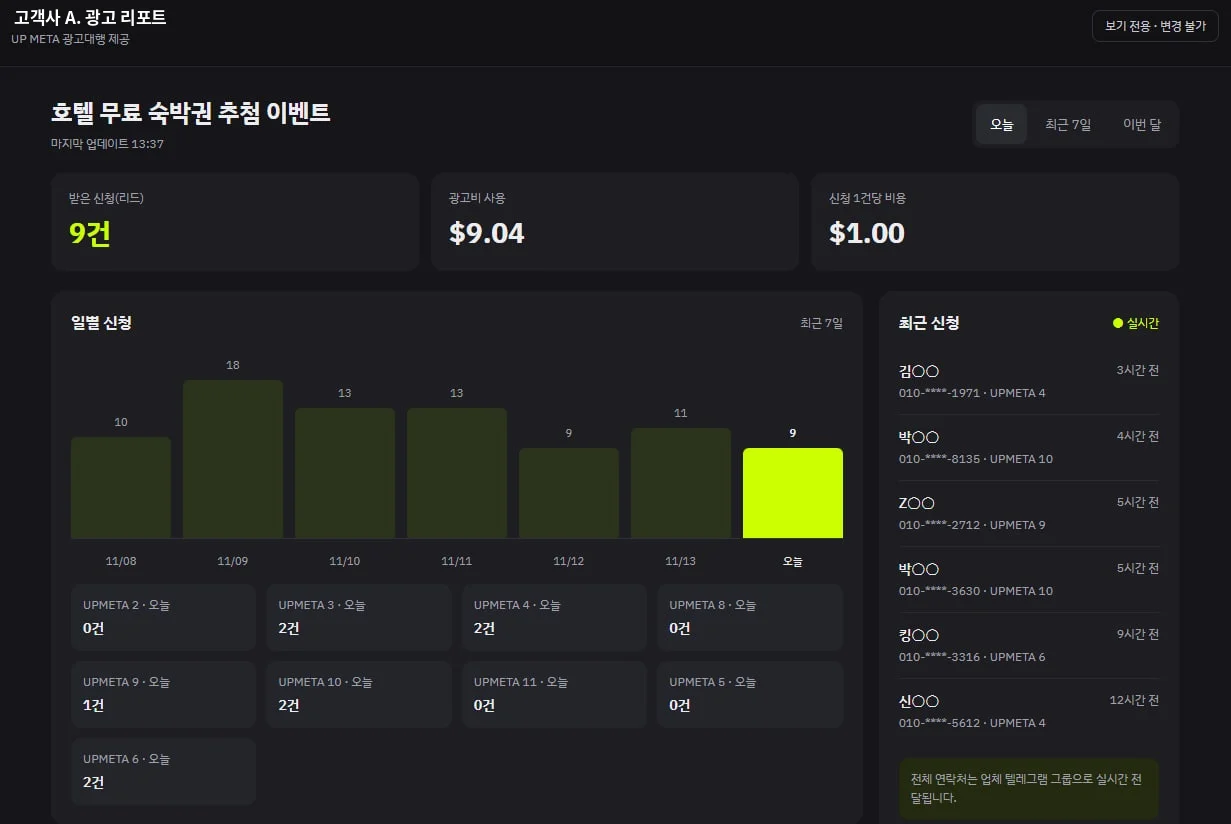 고객사 A. 광고 리포트
UP META 광고대행 제공
보기 전용 · 변경 불가
호텔 무료 숙박권 추첨 이벤트
마지막 업데이트 13:37
오늘
최근 7일
이번 달
받은 신청(리드)
9건
광고비 사용
$9.04
신청 1건당 비용
$1.00
일별 신청
최근 7일
10
18
13
13
9
11
9
11/08
11/09
11/10
11/11
11/12
11/13
오늘
UPMETA 2 · 오늘
0건
UPMETA 3 · 오늘
2건
UPMETA 4 · 오늘
2건
UPMETA 8 · 오늘
0건
UPMETA 9 · 오늘
1건
UPMETA 10 · 오늘
2건
UPMETA 11 · 오늘
0건
UPMETA 5 · 오늘
0건
UPMETA 6 · 오늘
2건
최근 신청
실시간
김○○
3시간 전
010-****-1971 · UPMETA 4
박○○
4시간 전
010-****-8135 · UPMETA 10
Z○○
5시간 전
010-****-2712 · UPMETA 9
박○○
5시간 전
010-****-3630 · UPMETA 10
킹○○
9시간 전
010-****-3316 · UPMETA 6
신○○
12시간 전
010-****-5612 · UPMETA 4
전체 연락처는 업체 텔레그램 그룹으로 실시간 전
달됩니다.